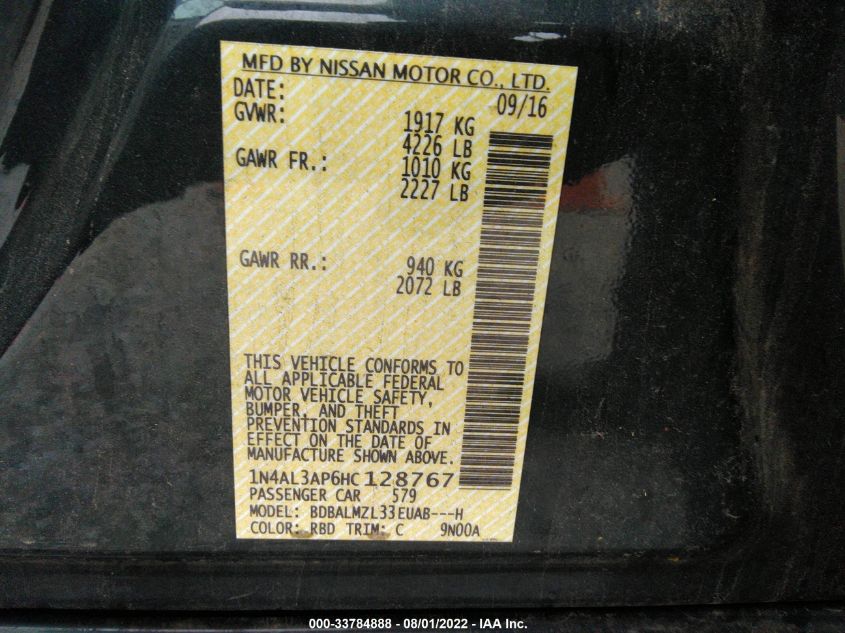 MFD BY NISSAN MOTOR CO., LTD.
DATE: 09/16
GVWR: 1917 KG
4226 LB
GAWR FR.: 1010 KG
2227 LB
GAWR RR.: 940 KG
2072 LB
THIS VEHICLE CONFORMS TO
ALL APPLICABLE FEDERAL
MOTOR VEHICLE SAFETY,
BUMPER, AND THEFT
PREVENTION STANDARDS IN
EFFECT ON THE DATE OF
MANUFACTURE SHOWN ABOVE.
1N4AL3AP6HC128767
PASSENGER CAR 579
MODEL: BDBALMZL33EUAB---H
COLOR: RBD TRIM: C 9N00A
000-33784888 - 08/01/2022 - IAA Inc.